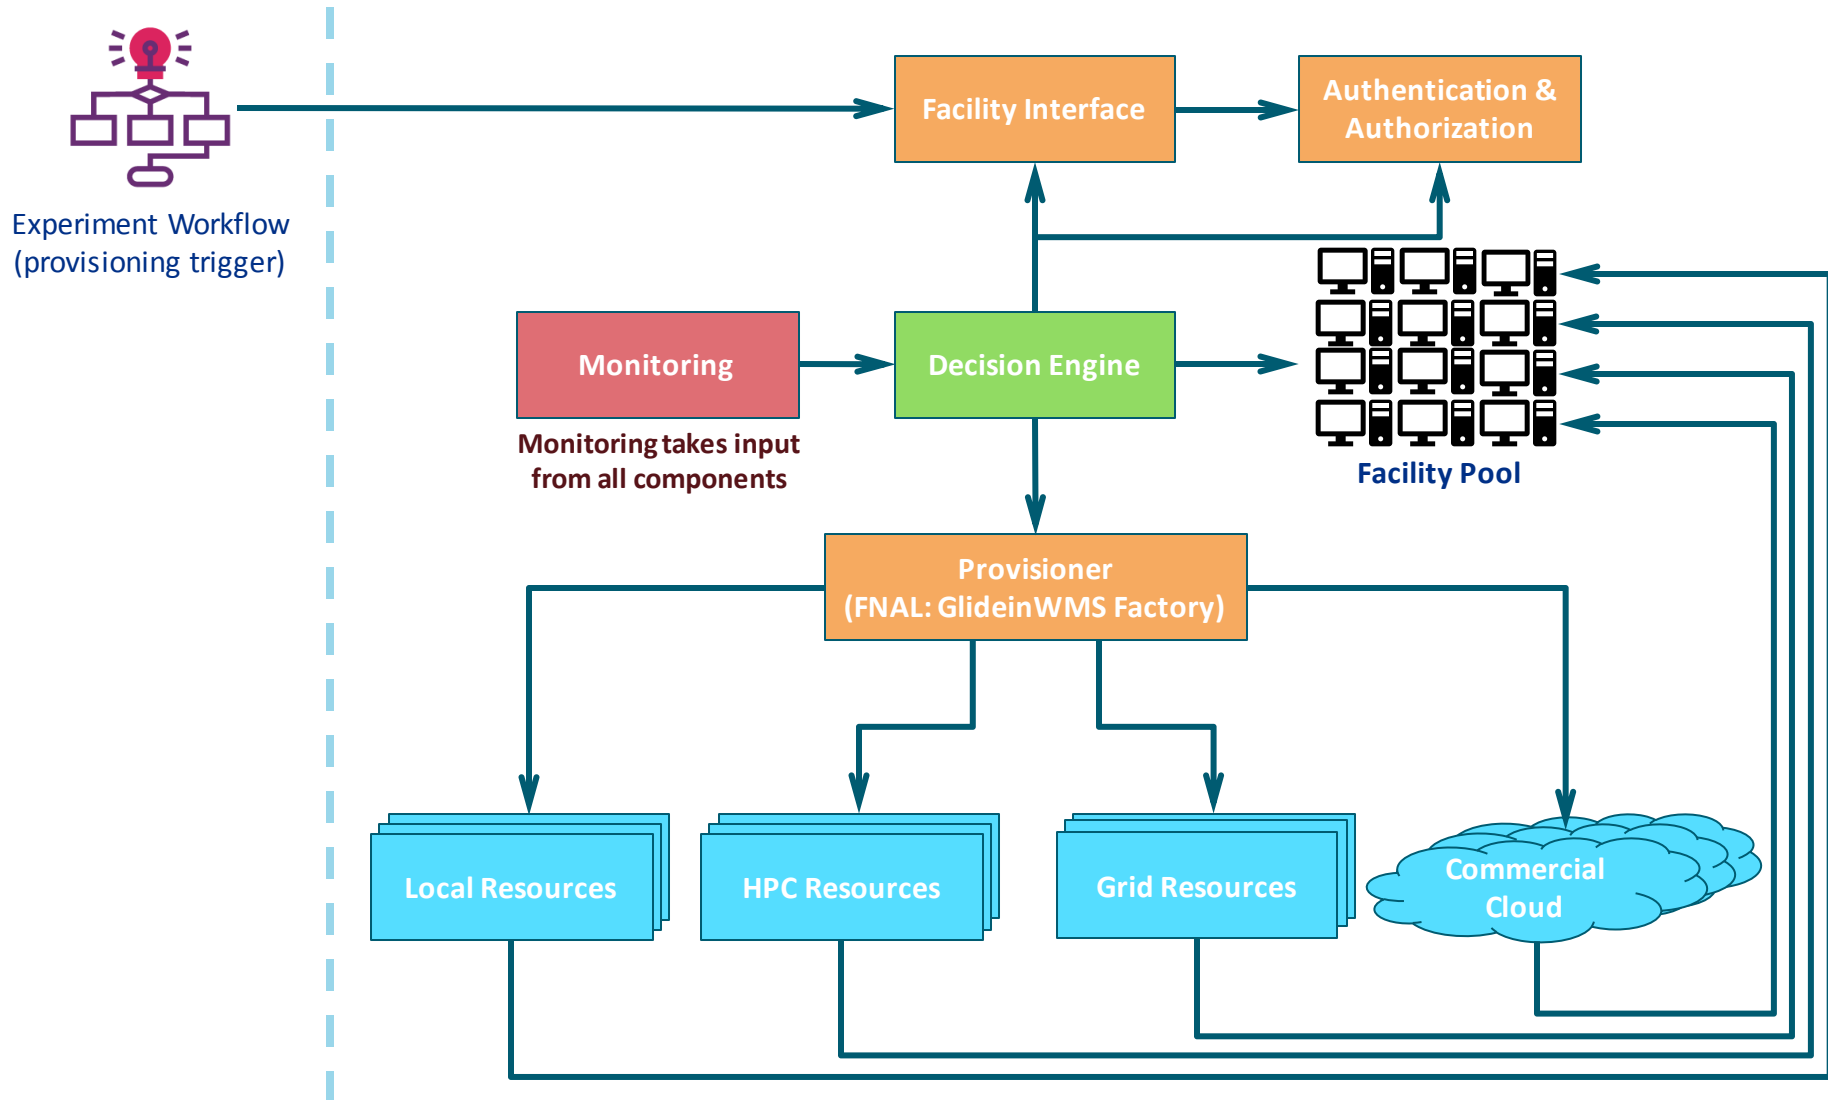 Facility Interface
Authentication &
Authorization
Experiment Workflow
(provisioning trigger)
Monitoring
Decision Engine
Monitoring takes input
from all components
Facility Pool
Provisioner
(FNAL: GlideinWMS Factory)
Local Resources
HPC Resources
Grid Resources
Commercial
Cloud